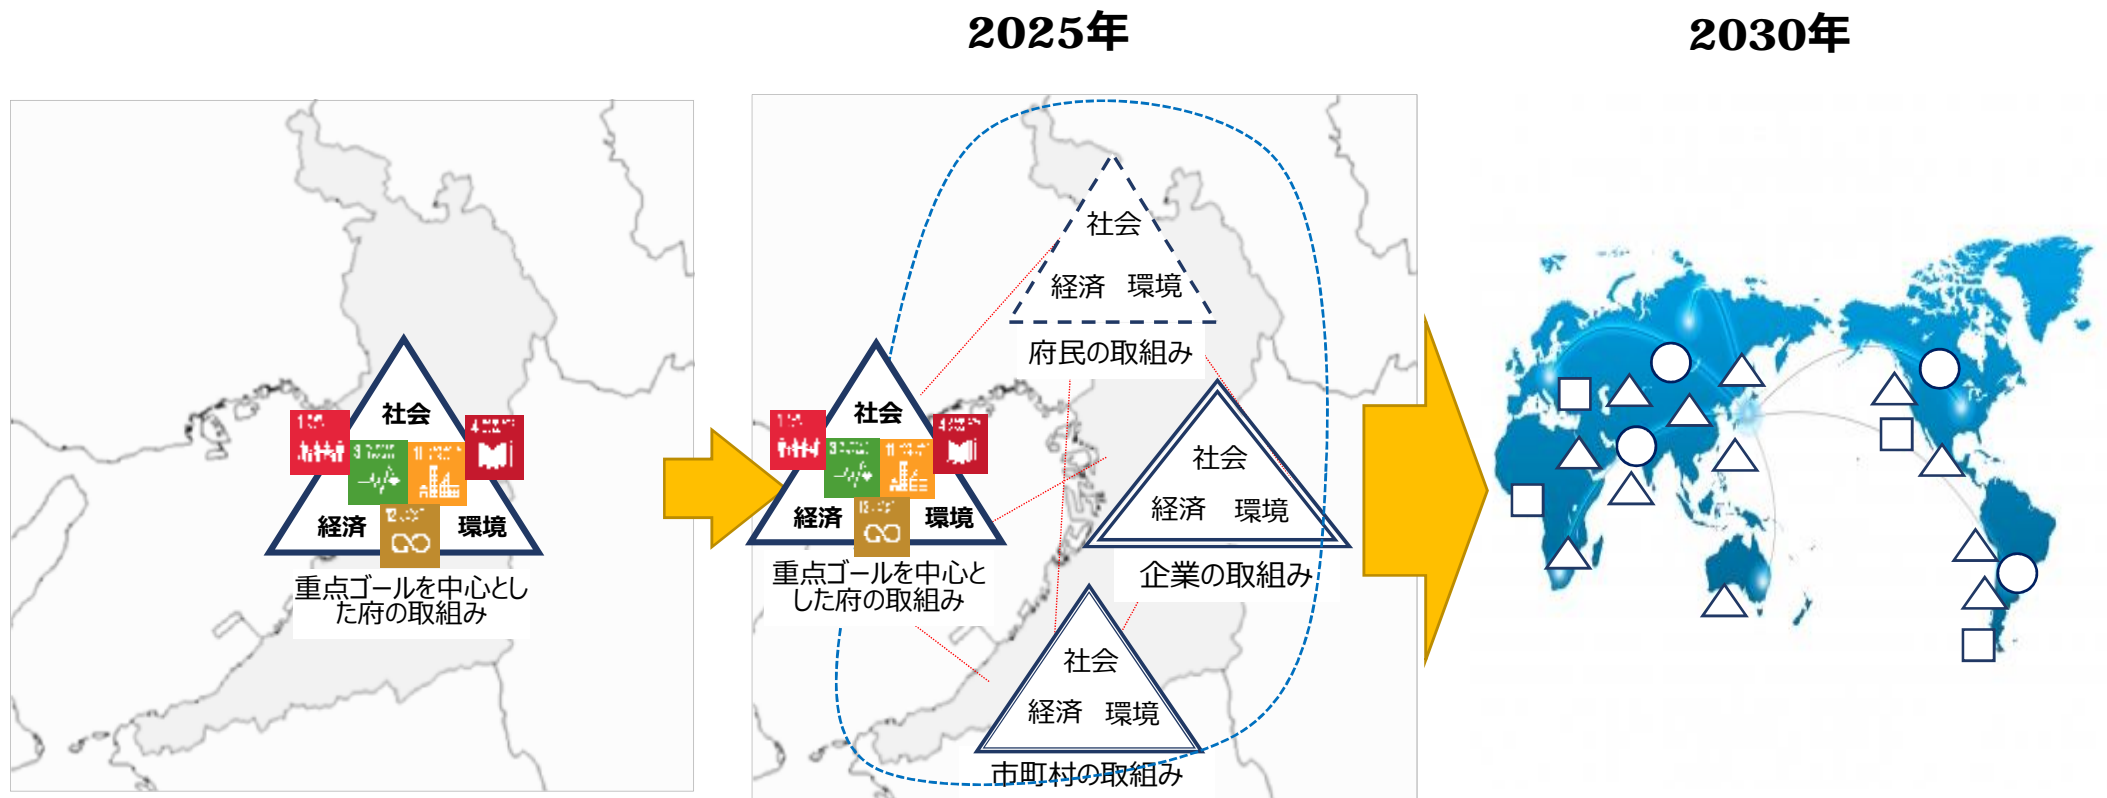 2025年
2030年
社会
経済
環境
重点ゴールを中心とし
た府の取組み
社会
経済 環境
府民の取組み
社会
経済
環境
重点ゴールを中心と
した府の取組み
社会
経済 環境
企業の取組み
社会
経済 環境
市町村の取組み